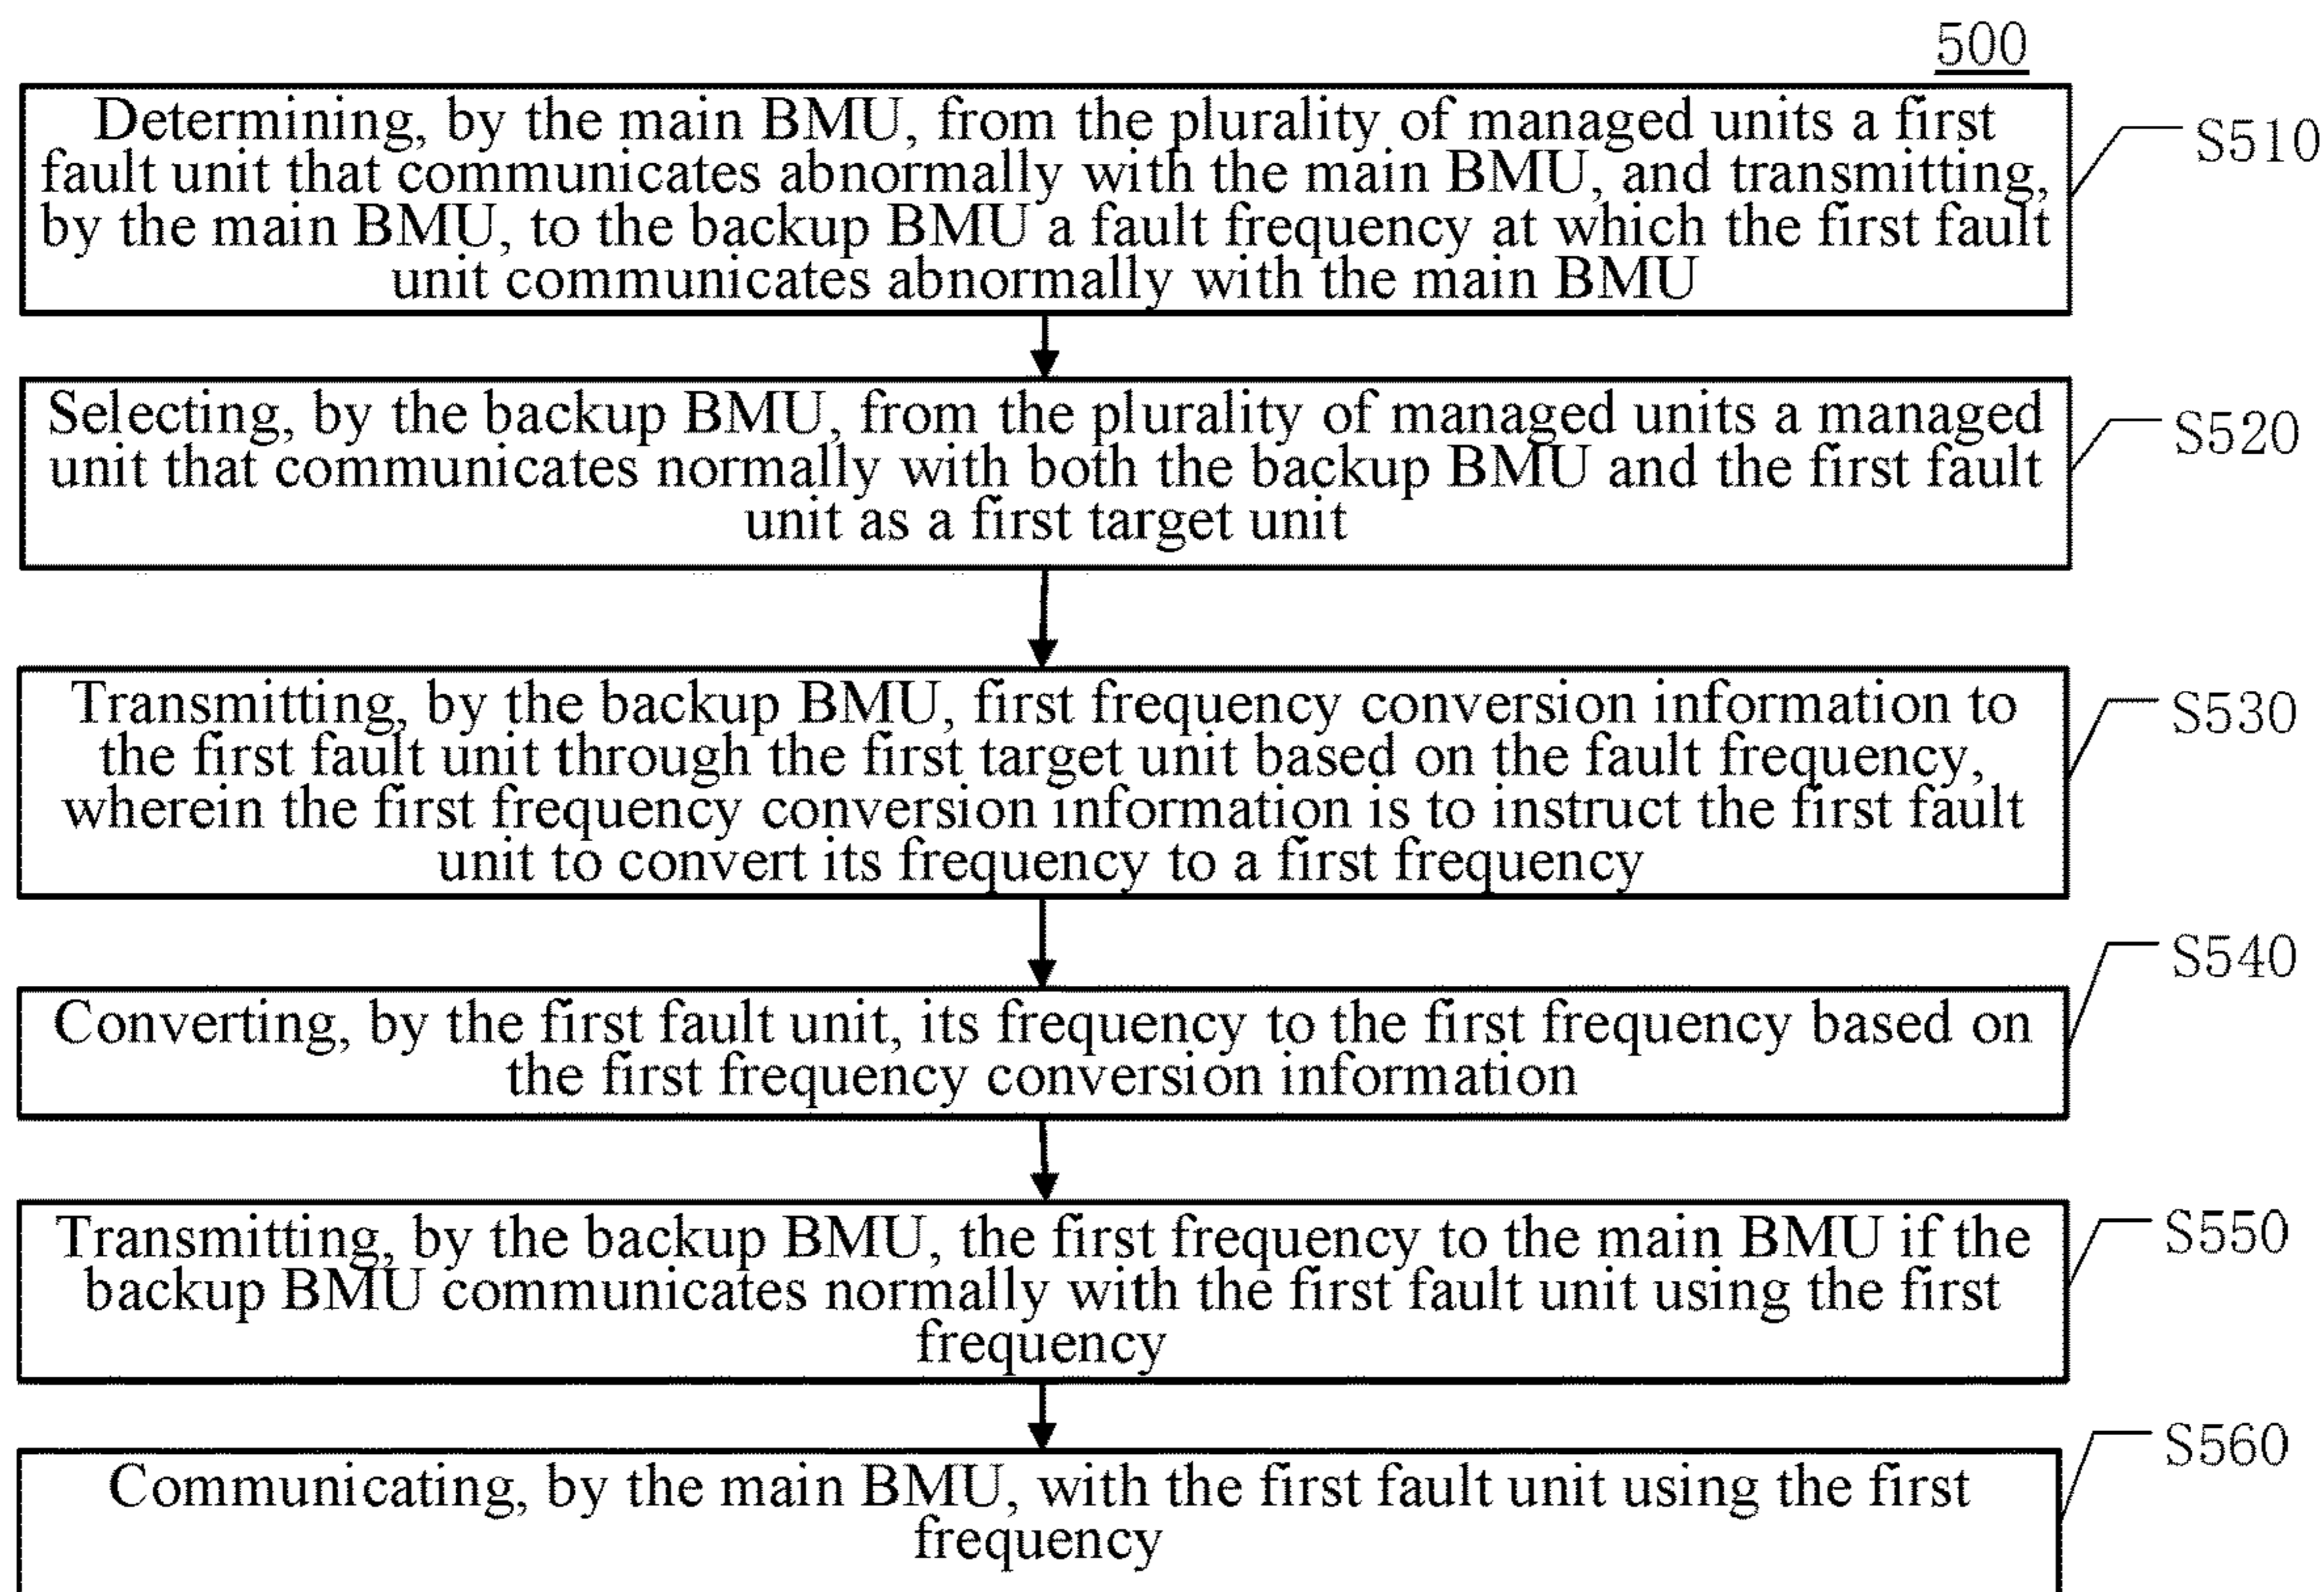 500
Determining, by the main BMU, from the plurality of managed units a first
fault unit that communicates abnormally with the main BMU, and transmitting,
by the main BMU, to the backup BMU a fault frequency at which the first fault
unit communicates abnormally with the main BMU
S510
Selecting, by the backup BMU, from the plurality of managed units a managed
unit that communicates normally with both the backup BMU and the first fault
unit as a first target unit
S520
Transmitting, by the backup BMU, first frequency conversion information to
the first fault unit through the first target unit based on the fault frequency,
wherein the first frequency conversion information is to instruct the first fault
unit to convert its frequency to a first frequency
S530
Converting, by the first fault unit, its frequency to the first frequency based on
the first frequency conversion information
S540
Transmitting, by the backup BMU, the first frequency to the main BMU if the
backup BMU communicates normally with the first fault unit using the first
frequency
S550
Communicating, by the main BMU, with the first fault unit using the first
frequency
S560